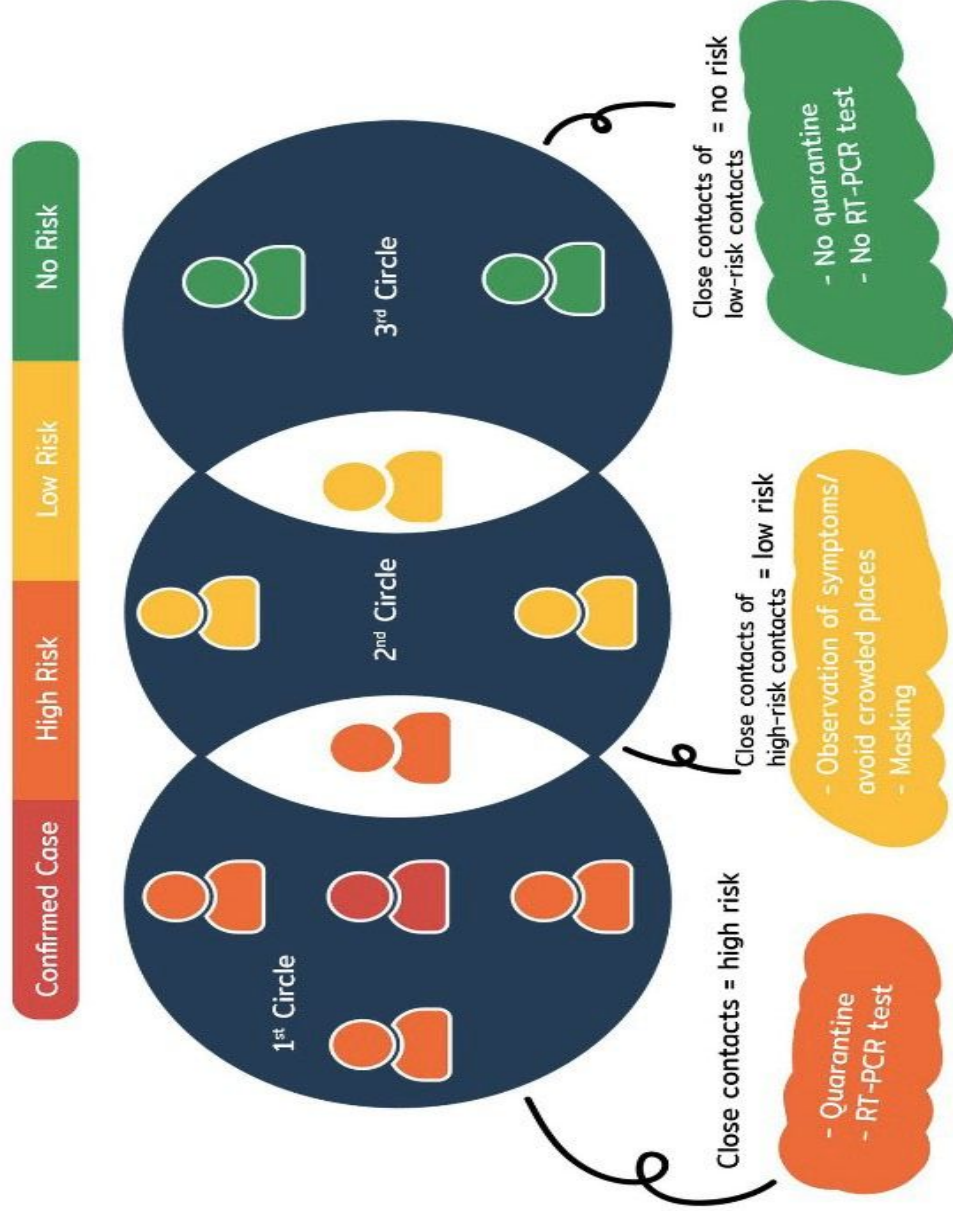 Confirmed Case
High Risk
Low Risk
No Risk
1st Circle
2nd Circle
3rd Circle
Close contacts = high risk
- Quarantine
- RT-PCR test
Close contacts of
high-risk contacts = low risk
- Observation of symptoms/
avoid crowded places
- Masking
Close contacts of
low-risk contacts = no risk
- No quarantine
- No RT-PCR test